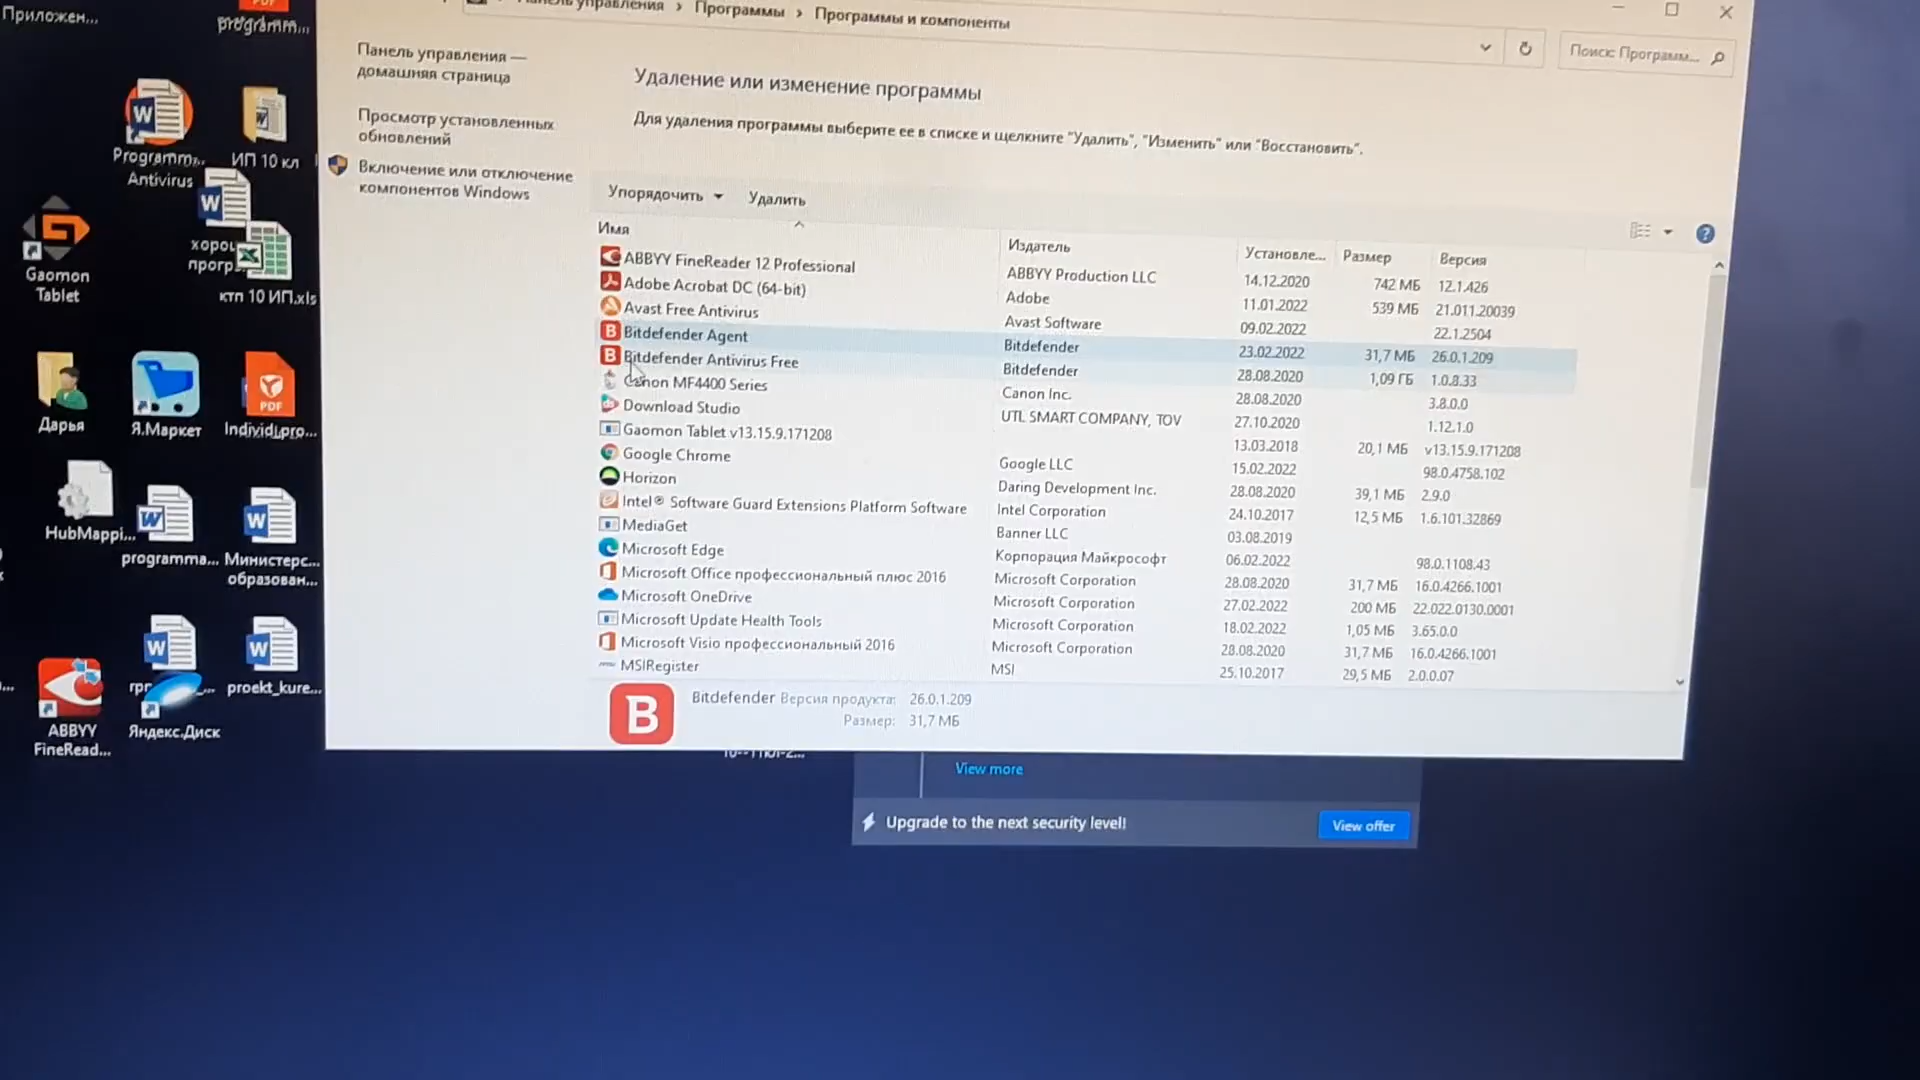 Приложен...
programm...
Programm...
Antivirus
ИП 10 кл
Gaomon
Tablet
хорош
прогр...
ктп 10 ИП.xls
Дарья
Я.Маркет
Individ_pro...
HubMappi...
programma...
Министерс...
образован...
proekt_kure...
ABBYY
FineRead...
Яндекс.Диск
Панель управления › Программы › Программы и компоненты
Поиск: Программ...
Панель управления —
домашняя страница
Просмотр установленных
обновлений
Включение или отключение
компонентов Windows
Удаление или изменение программы
Для удаления программы выберите ее в списке и щелкните "Удалить", "Изменить" или "Восстановить".
Упорядочить Удалить
Имя Издатель Установле... Размер Версия
ABBYY FineReader 12 Professional ABBYY Production LLC 14.12.2020 742 МБ 12.1.426
Adobe Acrobat DC (64-bit) Adobe 11.01.2022 539 МБ 21.011.20039
Avast Free Antivirus Avast Software 09.02.2022 22.1.2504
Bitdefender Agent Bitdefender 23.02.2022 31,7 МБ 26.0.1.209
Bitdefender Antivirus Free Bitdefender 28.08.2020 1,09 ГБ 1.0.8.33
Canon MF4400 Series Canon Inc. 28.08.2020 3.8.0.0
Download Studio UTL SMART COMPANY, TOV 27.10.2020 1.12.1.0
Gaomon Tablet v13.15.9.171208 13.03.2018 20,1 МБ v13.15.9.171208
Google Chrome Google LLC 15.02.2022 98.0.4758.102
Horizon Daring Development Inc. 28.08.2020 39,1 МБ 2.9.0
Intel® Software Guard Extensions Platform Software Intel Corporation 24.10.2017 12,5 МБ 1.6.101.32869
MediaGet Banner LLC 03.08.2019
Microsoft Edge Корпорация Майкрософт 06.02.2022 98.0.1108.43
Microsoft Office профессиональный плюс 2016 Microsoft Corporation 28.08.2020 31,7 МБ 16.0.4266.1001
Microsoft OneDrive Microsoft Corporation 27.02.2022 200 МБ 22.022.0130.0001
Microsoft Update Health Tools Microsoft Corporation 18.02.2022 1,05 МБ 3.65.0.0
Microsoft Visio профессиональный 2016 Microsoft Corporation 28.08.2020 31,7 МБ 16.0.4266.1001
MSIRegister MSI 25.10.2017 29,5 МБ 2.0.0.07
B
Bitdefender Версия продукта: 26.0.1.209
Размер: 31,7 МБ
View more
Upgrade to the next security level!
View offer